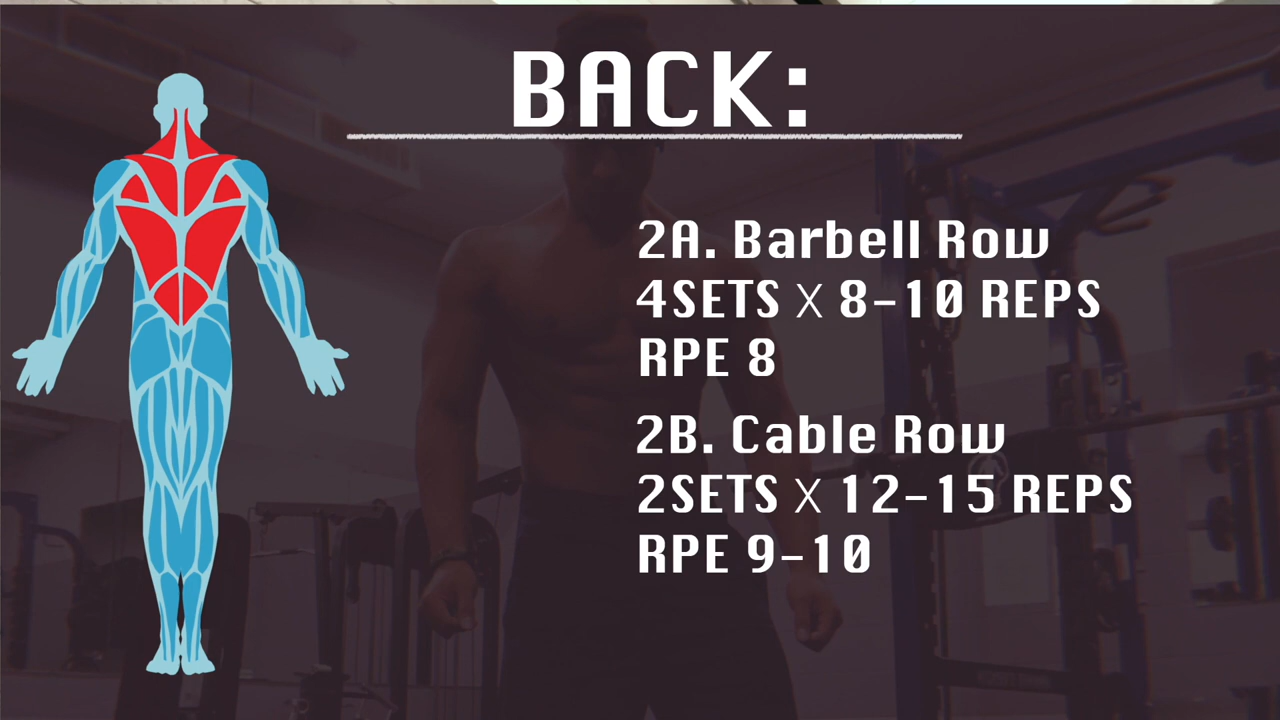 BACK:
2A. Barbell Row
4SETS X 8-10 REPS
RPE 8
2B. Cable Row
2SETS X 12-15 REPS
RPE 9-10